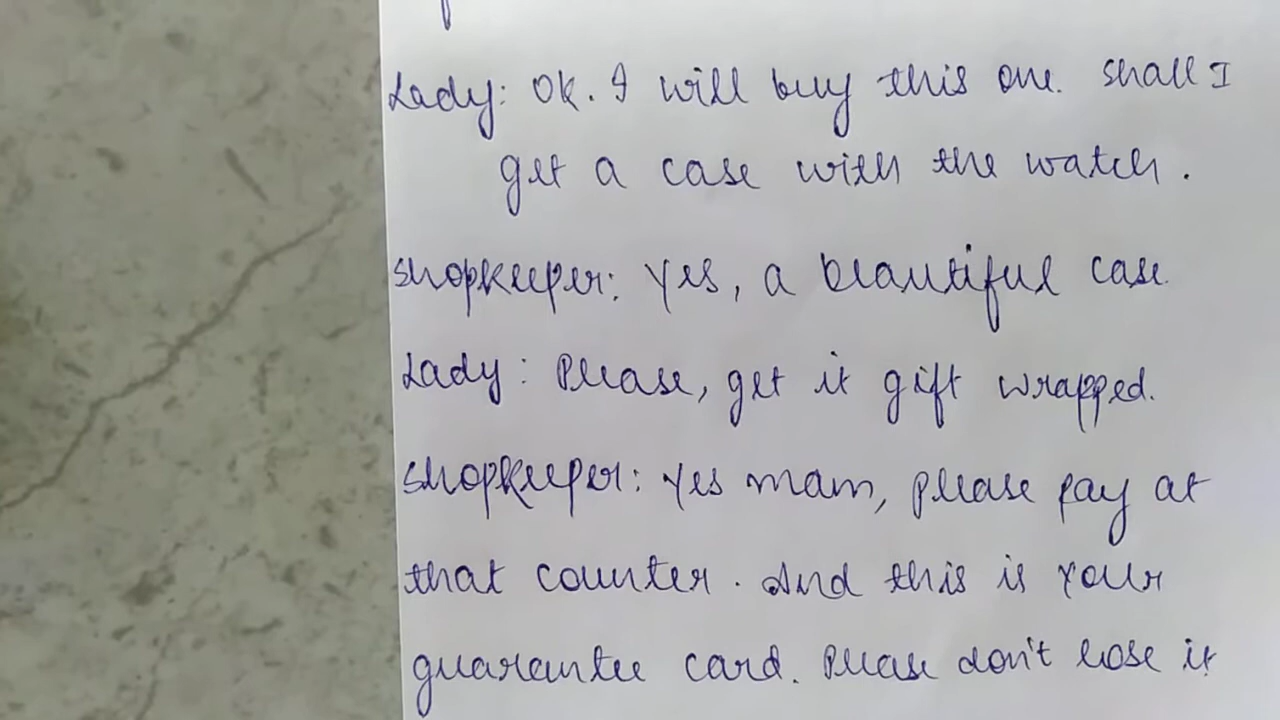 Lady: OK. I will buy this one. Shall I
get a case with the watch.
Shopkeeper: Yes, a beautiful case.
Lady: Please, get it gift wrapped.
Shopkeeper: Yes mam, please pay at
that counter. And this is your
guarantee card. Please don't lose it